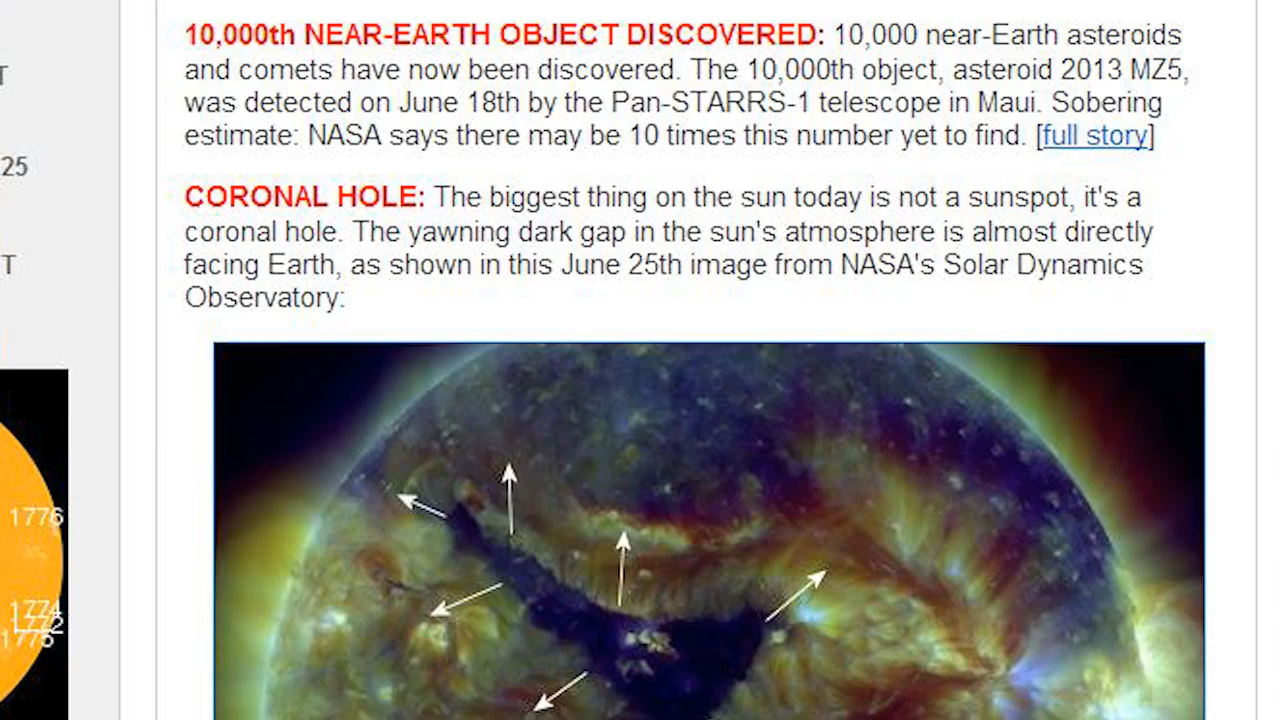 10,000th NEAR-EARTH OBJECT DISCOVERED: 10,000 near-Earth asteroids
and comets have now been discovered. The 10,000th object, asteroid 2013 MZ5,
was detected on June 18th by the Pan-STARRS-1 telescope in Maui. Sobering
estimate: NASA says there may be 10 times this number yet to find. [full story]
CORONAL HOLE: The biggest thing on the sun today is not a sunspot, it's a
coronal hole. The yawning dark gap in the sun's atmosphere is almost directly
facing Earth, as shown in this June 25th image from NASA's Solar Dynamics
Observatory:
T
25
T
1776
1774
1772
1775